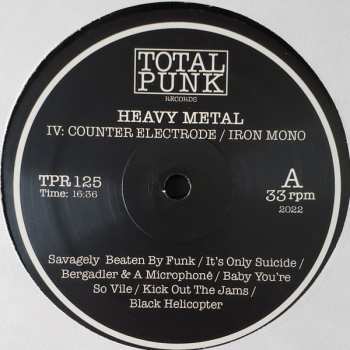 TOTAL
PUNK
RECORDS
HEAVY METAL
IV: COUNTER ELECTRODE / IRON MONO
TPR 125
Time: 16:36
A
33 rpm
2022
Savagely Beaten By Funk / It's Only Suicide /
Bergadler & A Microphonê / Baby You're
So Vile / Kick Out The Jams /
Black Helicopter